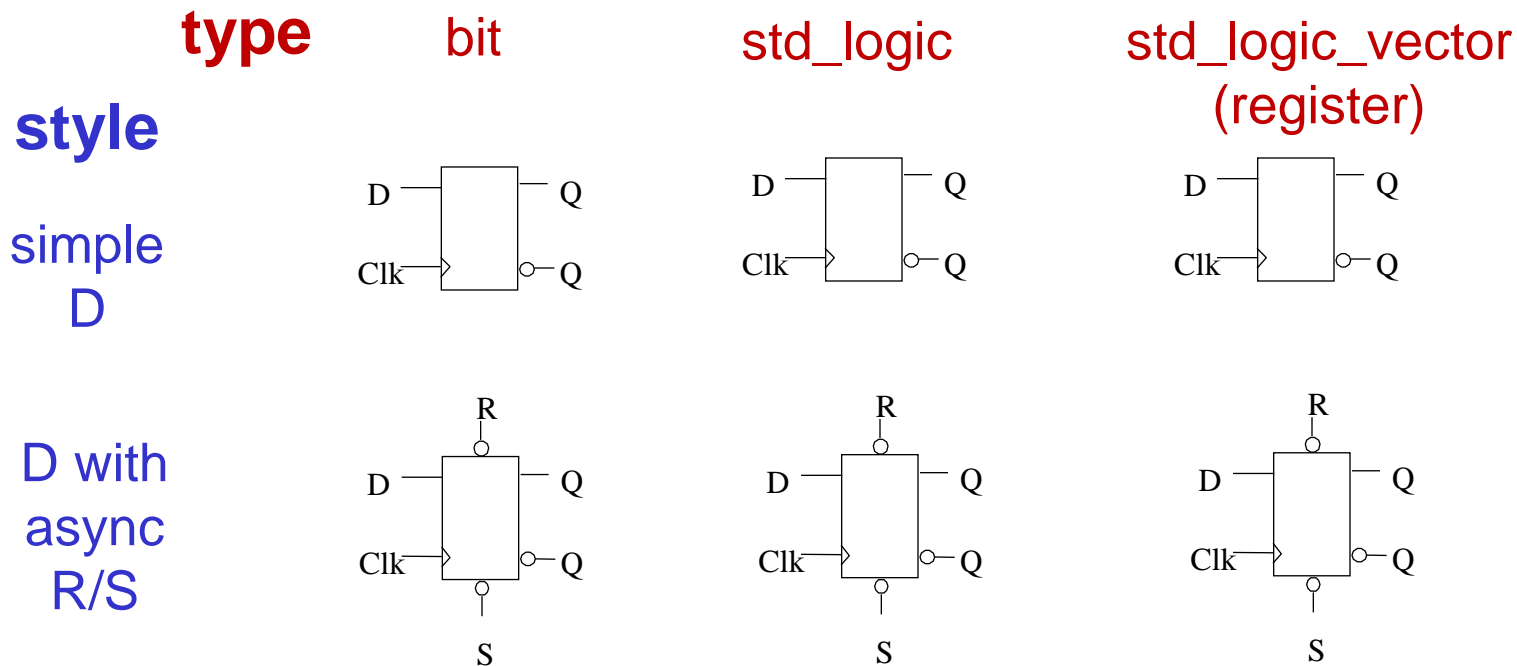 type bit std_logic std_logic_vector
(register)
style
D Q D Q D Q
simple
D
Clk Q Clk Q Clk Q
R R R
D with
async
R/S
D Q D Q D Q
Clk Q Clk Q Clk Q
S S S